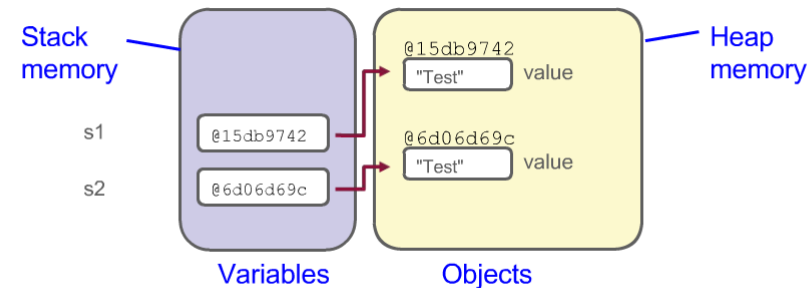 Stack
memory
Heap
memory
@15db9742
"Test" value
s1 @15db9742
@6d06d69c
"Test" value
s2 @6d06d69c
Variables Objects